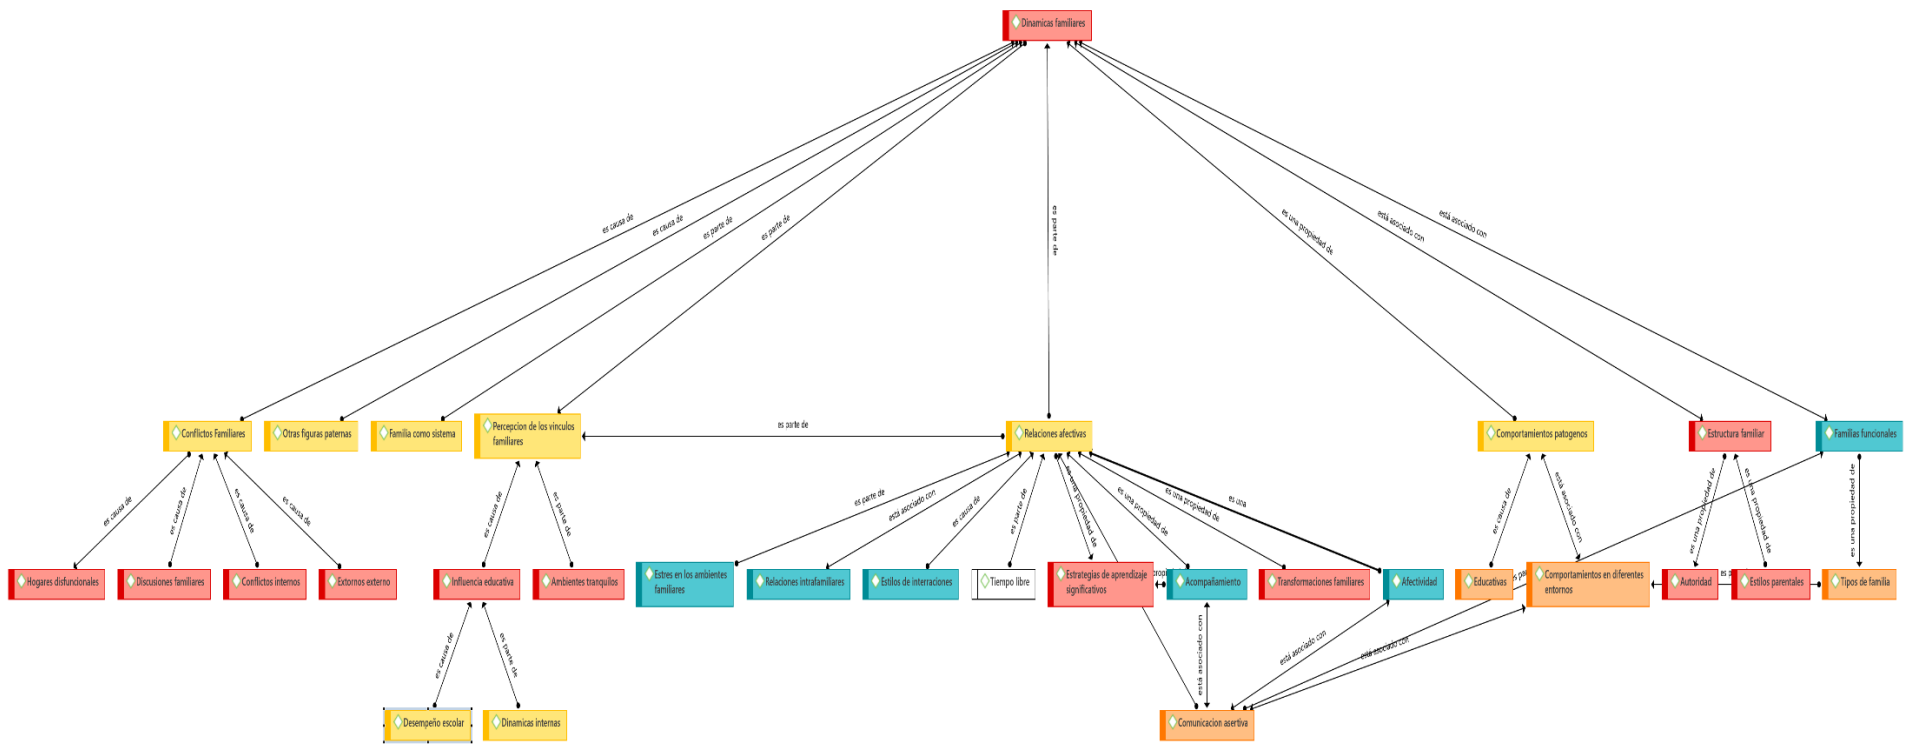 Dinamicas familiares
es causa de
es causa de
es parte de
es parte de
es parte de
es una propiedad de
está asociado con
está asociado con
Conflictos Familiares
Otras figuras paternas
Familia como sistema
Percepcion de los vinculos
familiares
es parte de
Relaciones afectivas
Comportamientos patogenos
Estructura familiar
Familias funcionales
es causa de
es causa de
es causa de
es causa de
es causa de
es parte de
es parte de
está asociado con
es causa de
es parte de
es una propiedad de
es una propiedad de
es una propiedad de
es una
es causa de
está asociado con
es una propiedad de
es una propiedad de
es una propiedad de
Hogares disfuncionales
Discusiones familiares
Conflictos internos
Extornos externo
Influencia educativa
Ambientes tranquilos
Estres en los ambientes
familiares
Relaciones intrafamiliares
Estilos de interraciones
Tiempo libre
Estrategias de aprendizaje
significativos
Acompañamiento
Transformaciones familiares
Afectividad
Educativas
Comportamientos en diferentes
entornos
Autoridad
Estilos parentales
Tipos de familia
es causa de
es parte de
está asociado con
está asociado con
está asociado con
Desempeño escolar
Dinamicas internas
Comunicacion asertiva